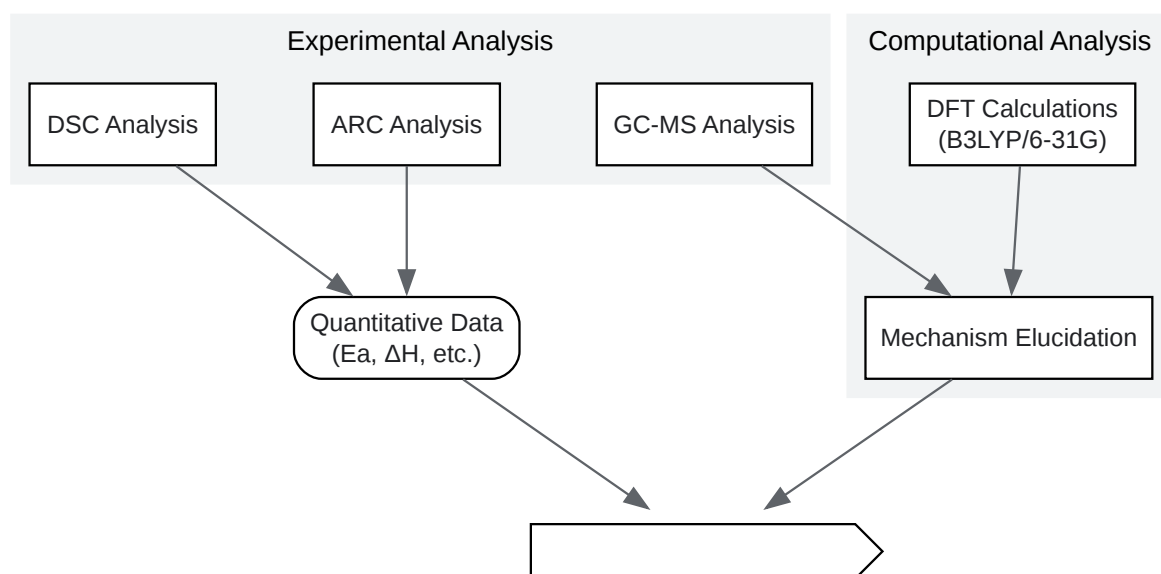 Experimental Analysis
Computational Analysis
DSC Analysis
ARC Analysis
GC-MS Analysis
DFT Calculations
(B3LYP/6-31G)
Quantitative Data
(Ea, ΔH, etc.)
Mechanism Elucidation